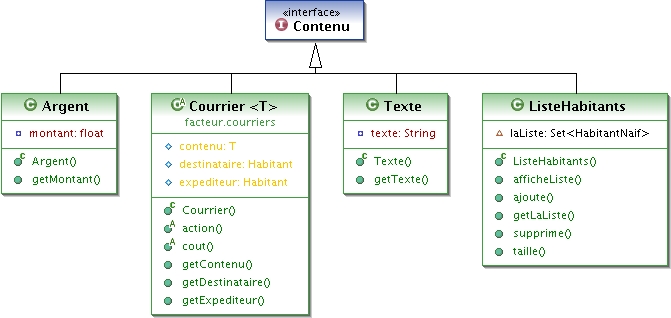 «interface»
Contenu
Argent
montant: float
Argent()
getMontant()
Courrier <T>
facteur.courriers
contenu: T
destinataire: Habitant
expediteur: Habitant
Courrier()
action()
cout()
getContenu()
getDestinataire()
getExpediteur()
Texte
texte: String
Texte()
getTexte()
ListeHabitants
laListe: Set<HabitantNaif>
ListeHabitants()
afficheListe()
ajoute()
getLaListe()
supprime()
taille()